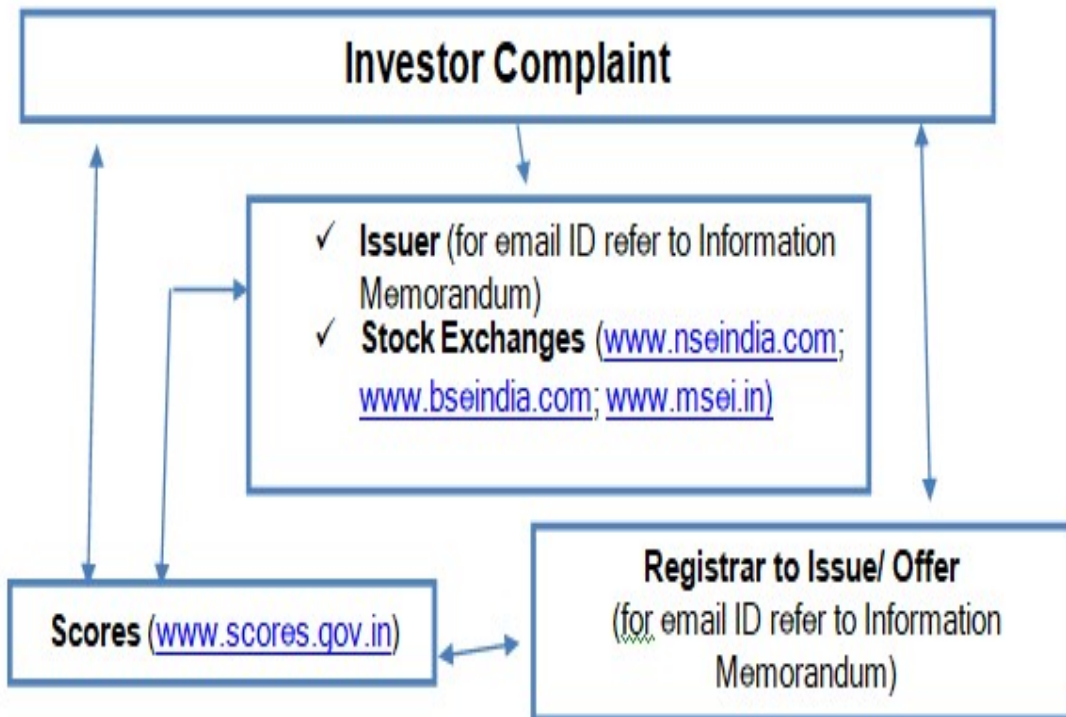 Investor Complaint
✓ Issuer (for email ID refer to Information
Memorandum)
✓ Stock Exchanges (www.nseindia.com;
www.bseindia.com; www.msei.in)
Scores (www.scores.gov.in)
Registrar to Issue/ Offer
(for email ID refer to Information
Memorandum)